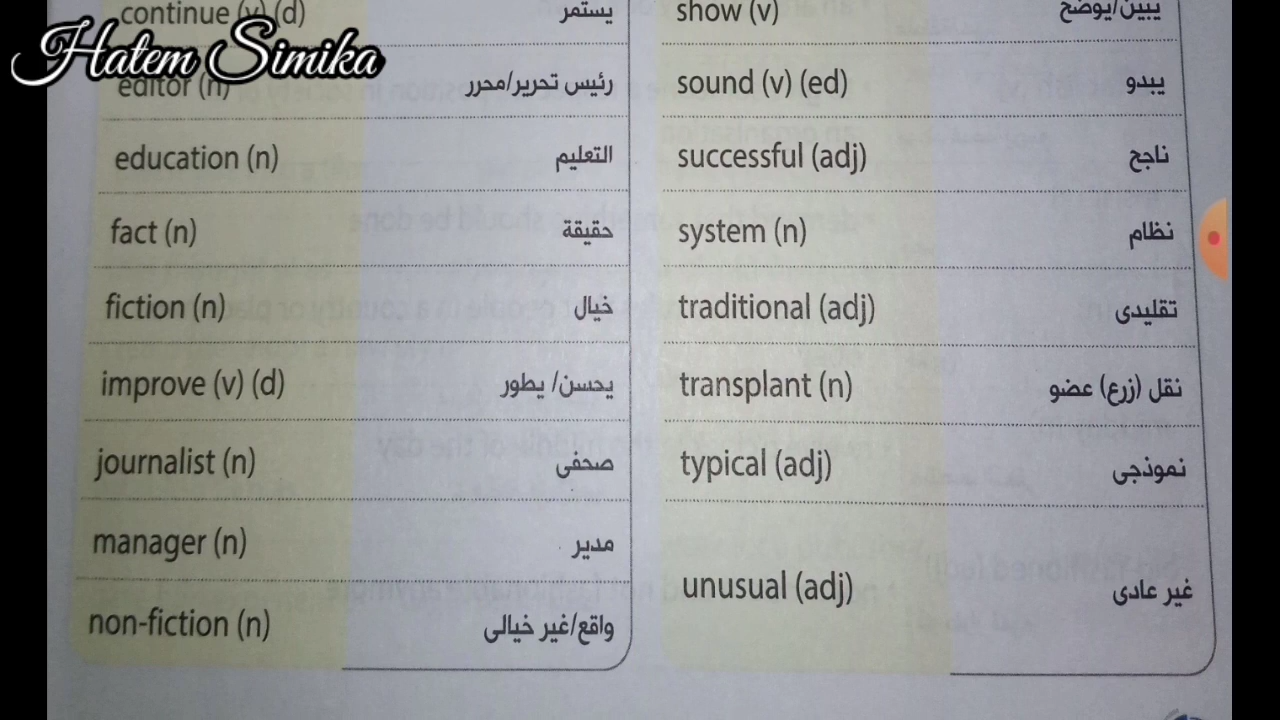 Hatem Simika
continue (v) (d) يستمر
editor (n) رئيس تحرير/محرر
education (n) التعليم
fact (n) حقيقة
fiction (n) خيال
improve (v) (d) يحسن/ يطور
journalist (n) صحفى
manager (n) مدير
non-fiction (n) واقع/غير خيالى
show (v) يبين/يوضح
sound (v) (ed) يبدو
successful (adj) ناجح
system (n) نظام
traditional (adj) تقليدى
transplant (n) نقل (زرع) عضو
typical (adj) نموذجى
unusual (adj) غير عادى